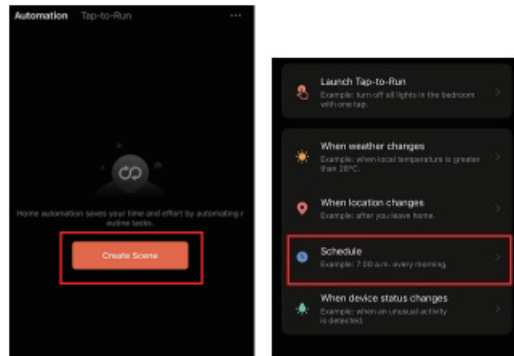 Automation Tap-to-Run ...
Home automation saves your time and effort by automating r
outine tasks.
Create Scene
Launch Tap-to-Run
Example: turn off all lights in the bedroom
with one tap.
When weather changes
Example: when local temperature is greater
than 28°C.
When location changes
Example: after you leave home.
Schedule
Example: 7:00 a.m. every morning.
When device status changes
Example: when an unusual activity
is detected.